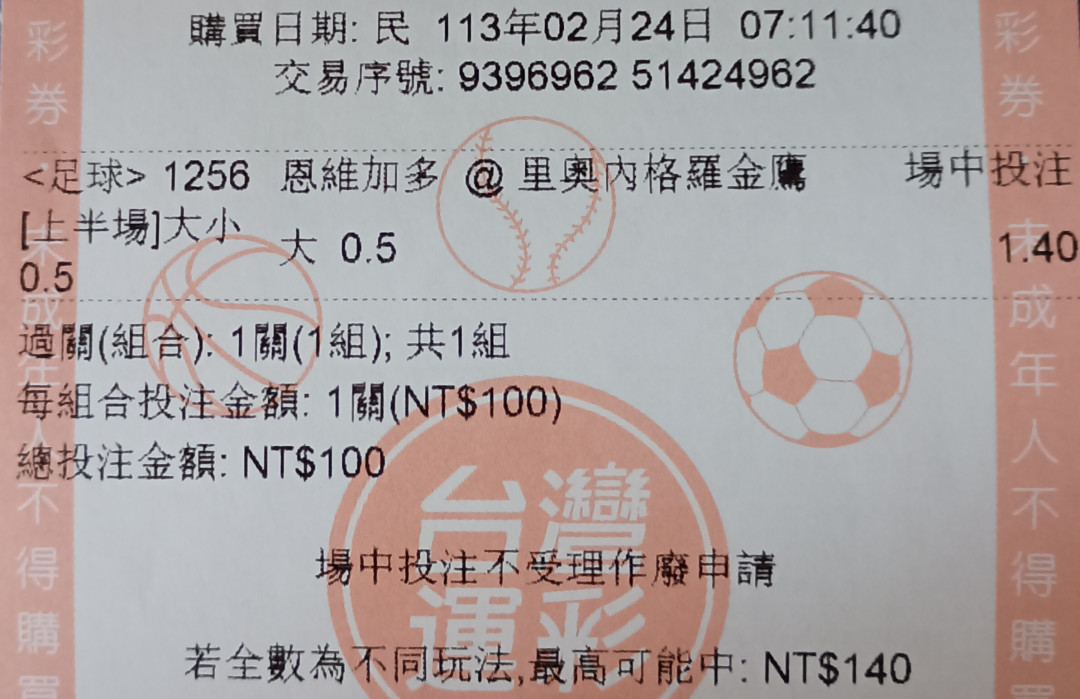 購買日期: 民 113年02月24日 07:11:40
交易序號: 9396962 51424962
<足球> 1256 恩維加多 @ 里奧內格羅金鷹 場中投注
[上半場]大小 0.5 大 0.5 1.40
過關(組合): 1關(1組); 共1組
每組合投注金額: 1關(NT$100)
總投注金額: NT$100
場中投注不受理作廢申請
若全數為不同玩法,最高可能中: NT$140
台灣
運彩
彩券
未成年人不得購買
彩券
未成年人不得購